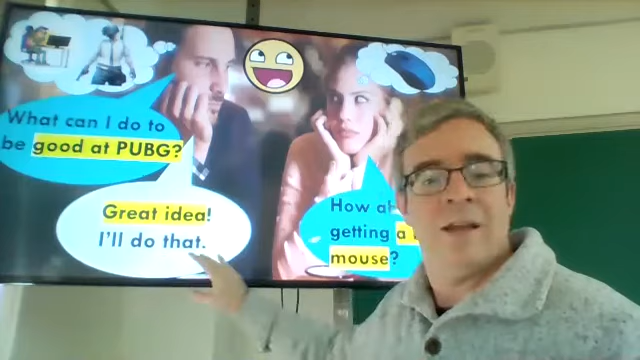 What can I do to
be good at PUBG?
Great idea!
I'll do that.
How
getting a
mouse?